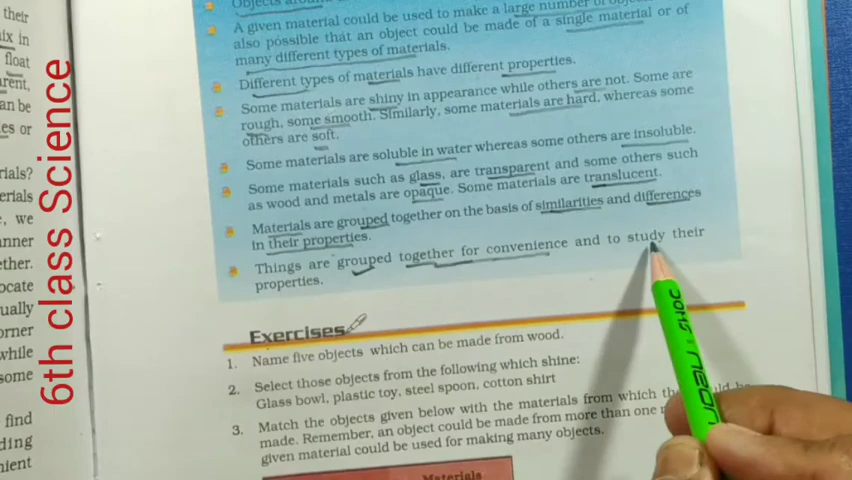 their
ix in
float
rent,
an be
es or
rials?
erials
e, we
anner
ether.
ocate
ually
orner
while
some
find
ding
nient
6th class Science
Objects around
A given material could be used to make a large number of
also possible that an object could be made of a single material or of
many different types of materials.
Different types of materials have different properties.
Some materials are shiny in appearance while others are not. Some are
rough, some smooth. Similarly, some materials are hard, whereas some
others are soft.
Some materials are soluble in water whereas some others are insoluble.
Some materials such as glass, are transparent and some others such
as wood and metals are opaque. Some materials are translucent.
Materials are grouped together on the basis of similarities and differences
in their properties.
Things are grouped together for convenience and to study their
properties.
Exercises
1. Name five objects which can be made from wood.
2. Select those objects from the following which shine:
Glass bowl, plastic toy, steel spoon, cotton shirt
3. Match the objects given below with the materials from which be
made. Remember, an object could be made from more than one
given material could be used for making many objects.
Materials
DOMS neon